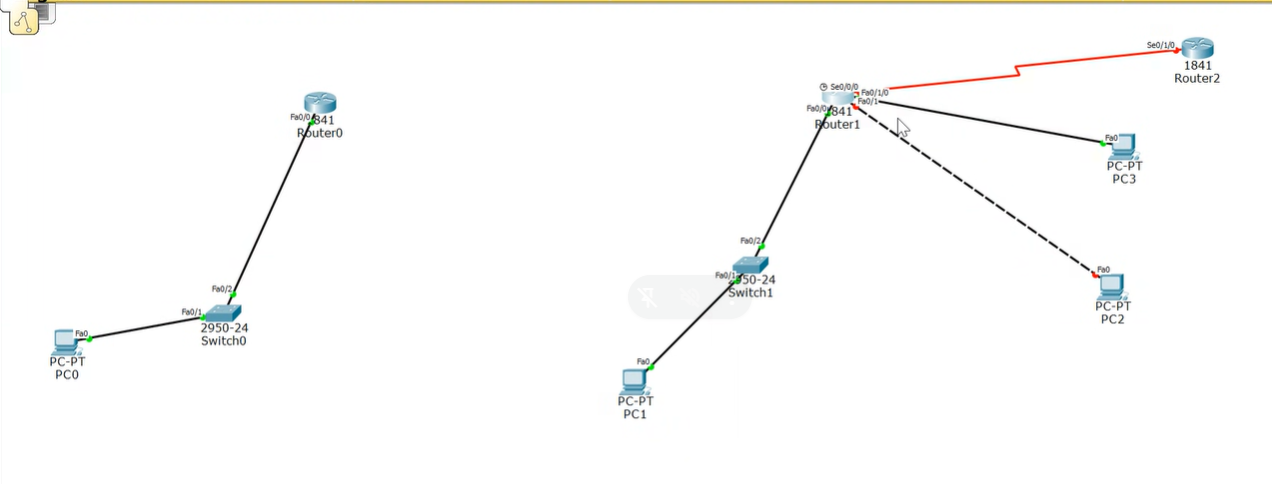 Fa0/0
841
Router0
Fa0/2
Fa0/1
2950-24
Switch0
Fa0
PC-PT
PC0
Se0/0/0
Fa0/1/0
Fa0/1
Fa0/0
1841
Router1
Se0/1/0
1841
Router2
Fa0
PC-PT
PC3
Fa0
PC-PT
PC2
Fa0/2
Fa0/1
950-24
Switch1
Fa0
PC-PT
PC1